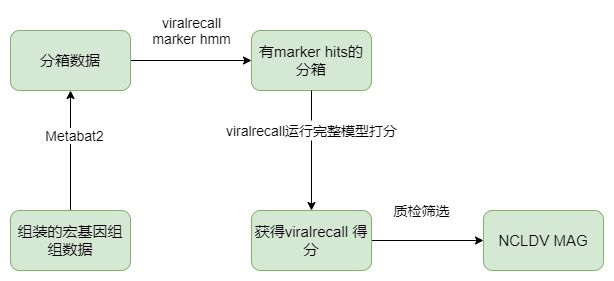 viralrecall
marker hmm
分箱数据
有marker hits的
分箱
Metabat2
viralrecall运行完整模型打分
组装的宏基因组
组数据
获得viralrecall 得
分
质检筛选
NCLDV MAG